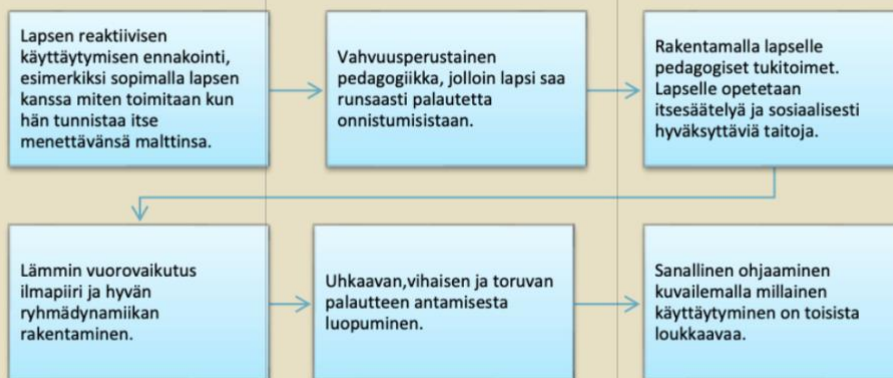 Lapsen reaktiivisen
käyttäytymisen ennakointi,
esimerkiksi sopimalla lapsen
kanssa miten toimitaan kun
hän tunnistaa itse
menettävänsä malttinsa.
Vahvuusperustainen
pedagogiikka, jolloin lapsi saa
runsaasti palautetta
onnistumisistaan.
Rakentamalla lapselle
pedagogiset tukitoimet.
Lapselle opetetaan
itsesäätelyä ja sosiaalisesti
hyväksyttäviä taitoja.
Lämmin vuorovaikutus
ilmapiiri ja hyvän
ryhmädynamiikan
rakentaminen.
Uhkaavan,vihaisen ja toruvan
palautteen antamisesta
luopuminen.
Sanallinen ohjaaminen
kuvailemalla millainen
käyttäytyminen on toisista
loukkaavaa.